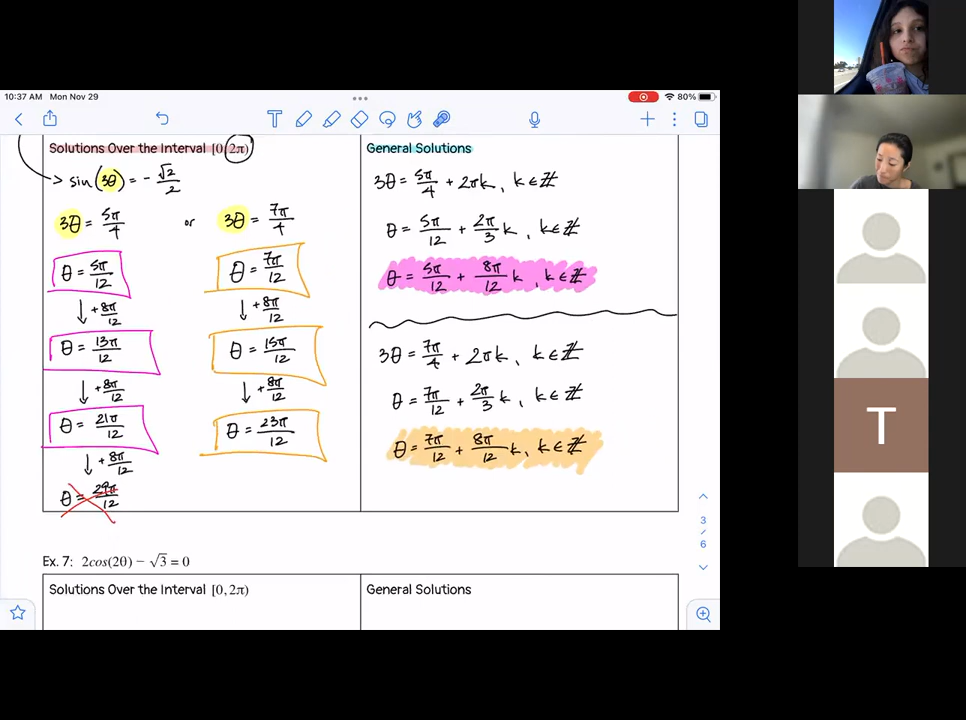 10:37 AM Mon Nov 29
80%
Solutions Over the Interval [0, 2π)
sin(3θ) = -√2/2
3θ = 5π/4 or 3θ = 7π/4
θ = 5π/12 θ = 7π/12
↓ +8π/12 ↓ +8π/12
θ = 13π/12 θ = 15π/12
↓ +8π/12 ↓ +8π/12
θ = 21π/12 θ = 23π/12
↓ +8π/12
θ = 29π/12
General Solutions
3θ = 5π/4 + 2πk, k∈ℤ
θ = 5π/12 + 2π/3 k, k∈ℤ
θ = 5π/12 + 8π/12 k, k∈ℤ
3θ = 7π/4 + 2πk, k∈ℤ
θ = 7π/12 + 2π/3 k, k∈ℤ
θ = 7π/12 + 8π/12 k, k∈ℤ
3
/
6
Ex. 7: 2cos(2θ) − √3 = 0
Solutions Over the Interval [0, 2π)
General Solutions
T